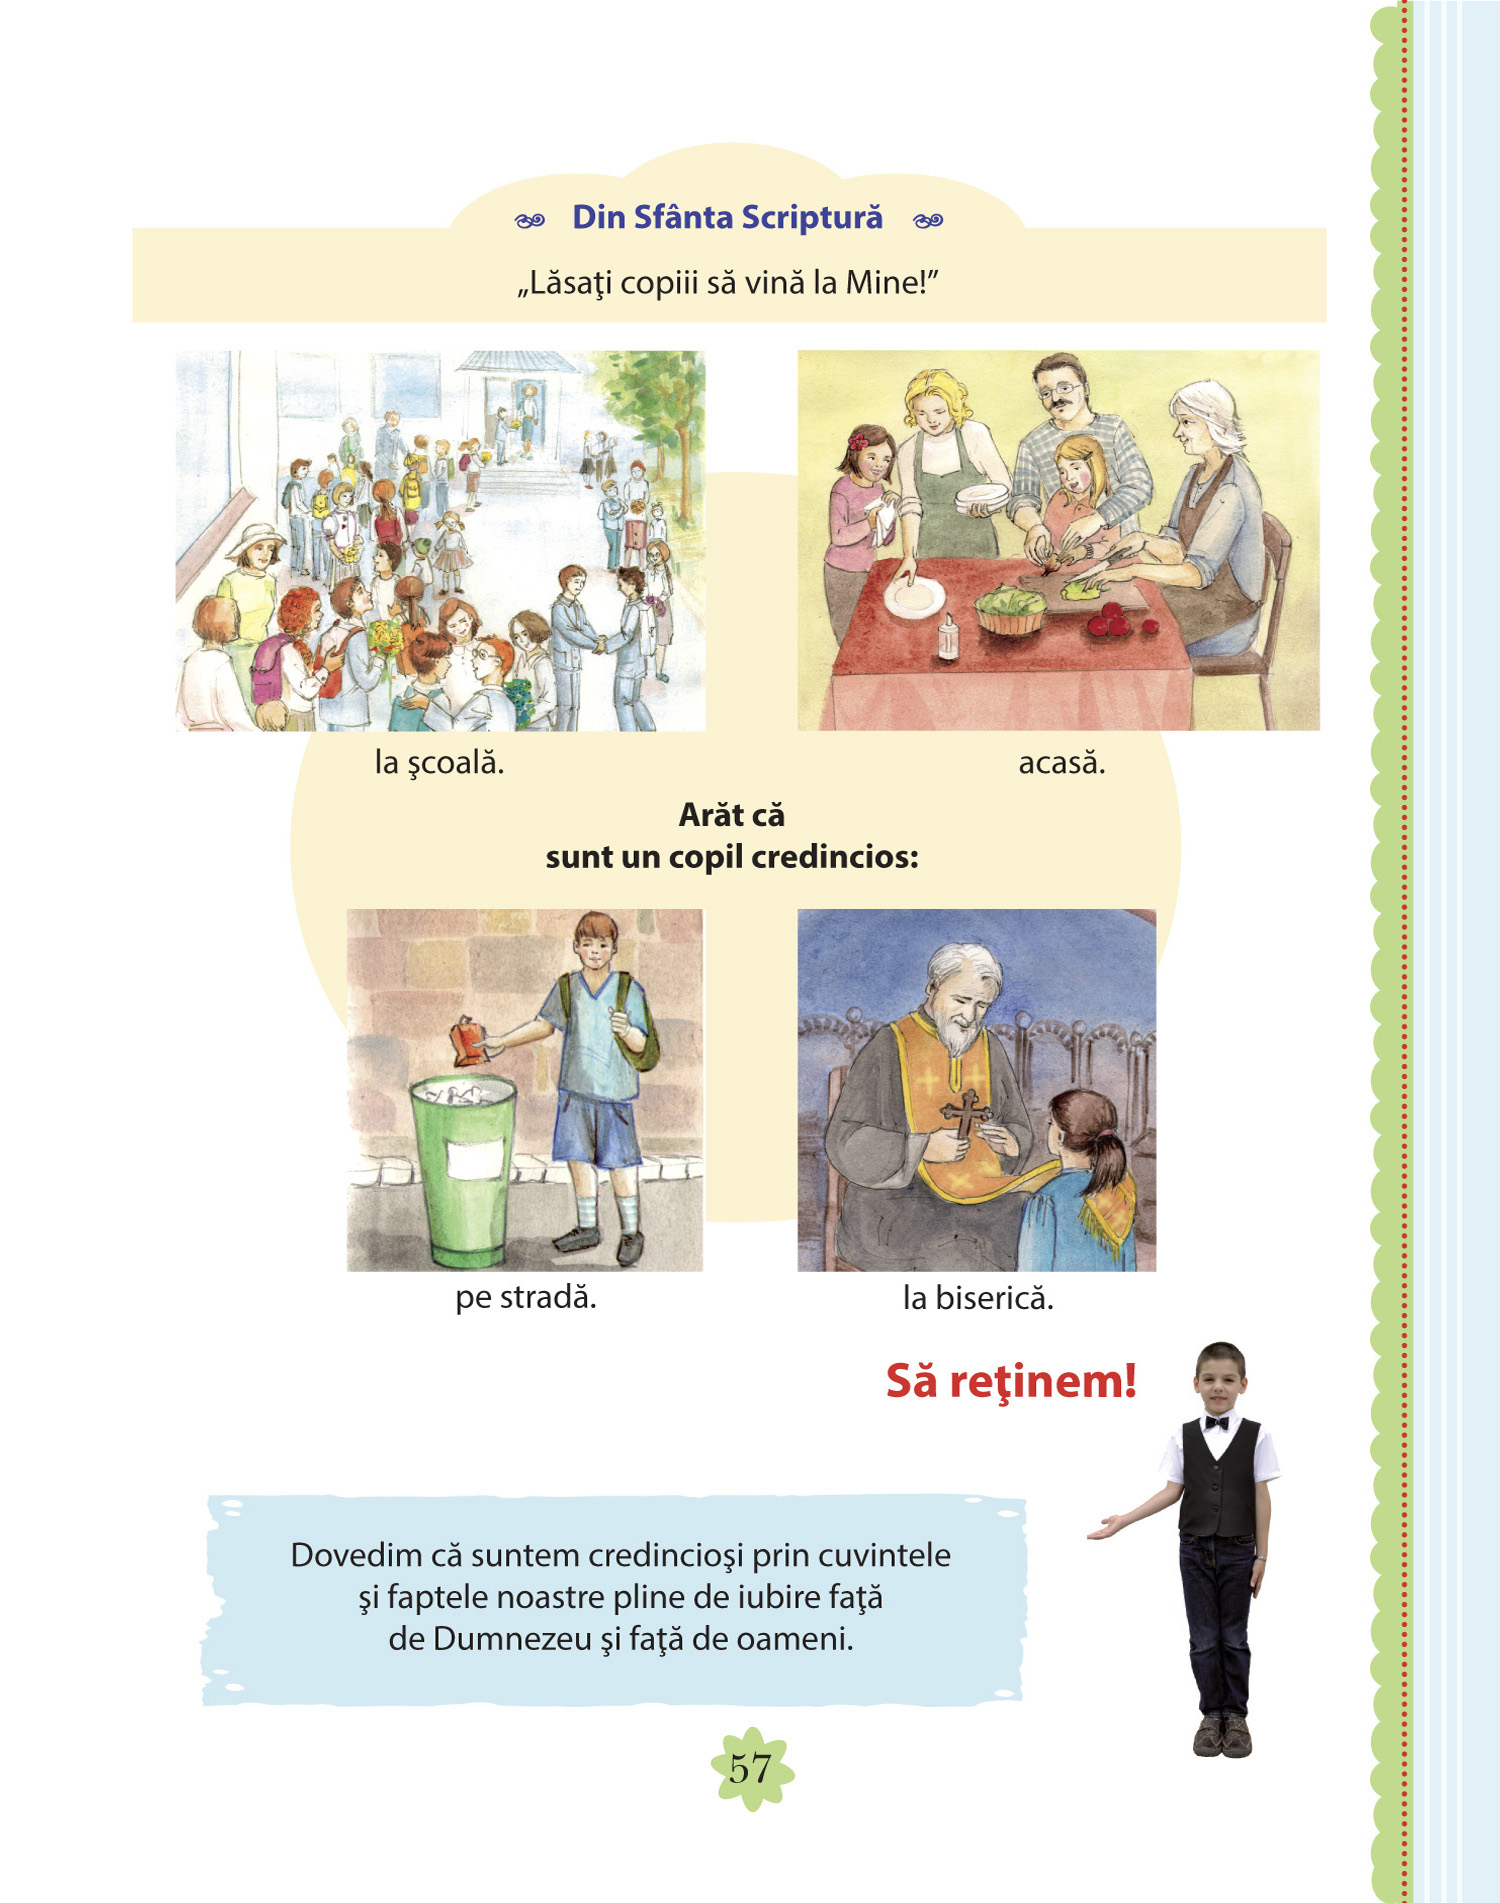 Din Sfânta Scriptură
„Lăsaţi copiii să vină la Mine!”
la şcoală.
acasă.
Arăt că
sunt un copil credincios:
pe stradă.
la biserică.
Să reţinem!
Dovedim că suntem credincioşi prin cuvintele
şi faptele noastre pline de iubire faţă
de Dumnezeu şi faţă de oameni.
57